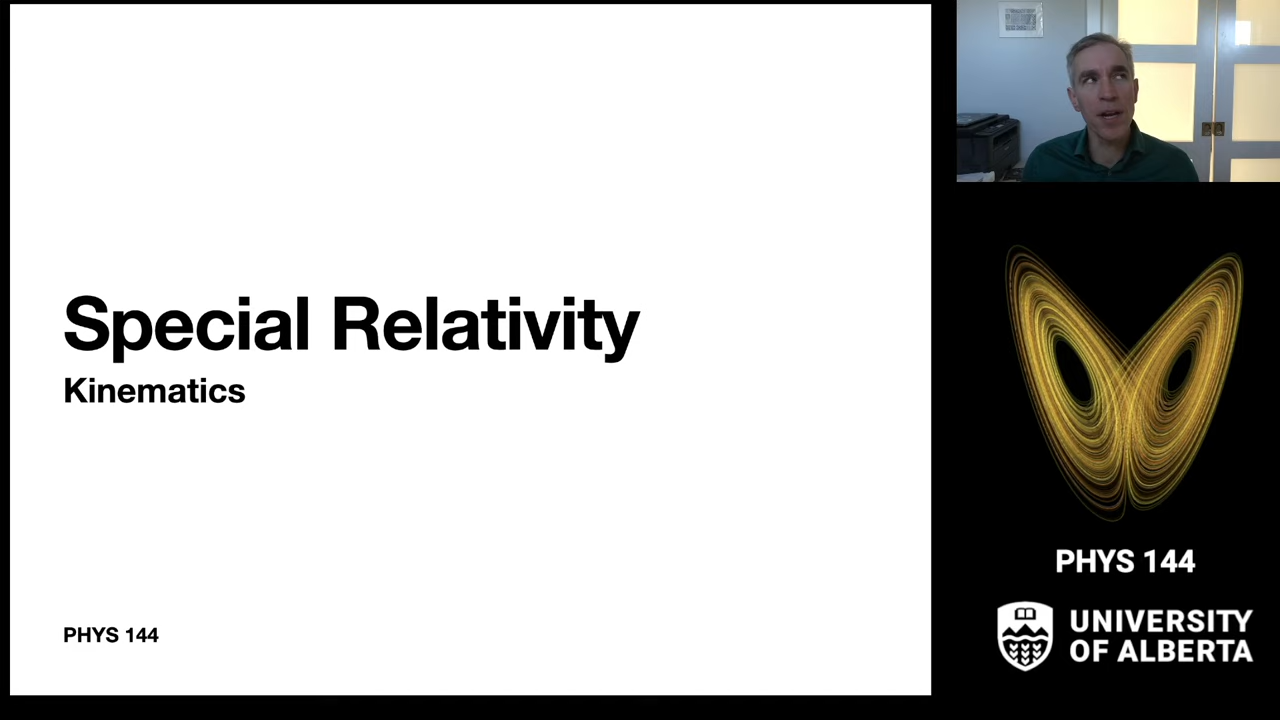 Special Relativity
Kinematics
PHYS 144
PHYS 144
UNIVERSITY
OF ALBERTA